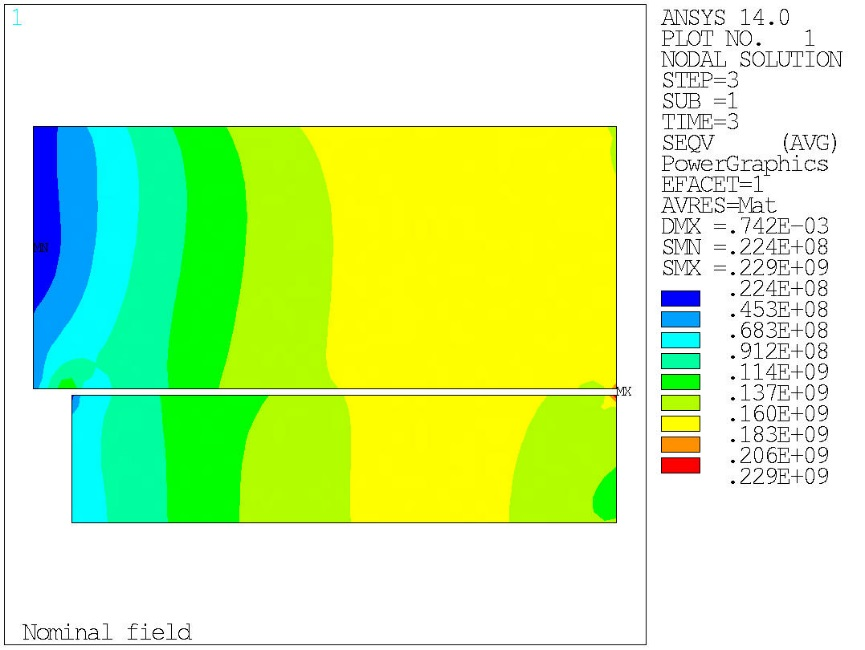 1
ANSYS 14.0
PLOT NO.   1
NODAL SOLUTION
STEP=3
SUB =1
TIME=3
SEQV     (AVG)
PowerGraphics
EFACET=1
AVRES=Mat
DMX =.742E-03
SMN =.224E+08
SMX =.229E+09
.224E+08
.453E+08
.683E+08
.912E+08
.114E+09
.137E+09
.160E+09
.183E+09
.206E+09
.229E+09
MN
MX
Nominal field